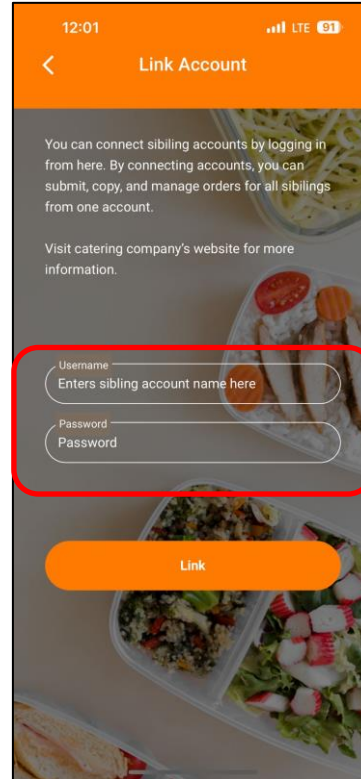 12:01 LTE 91
Link Account
You can connect sibiling accounts by logging in
from here. By connecting accounts, you can
submit, copy, and manage orders for all sibilings
from one account.
Visit catering company's website for more
information.
Username
Enters sibling account name here
Password
Password
Link